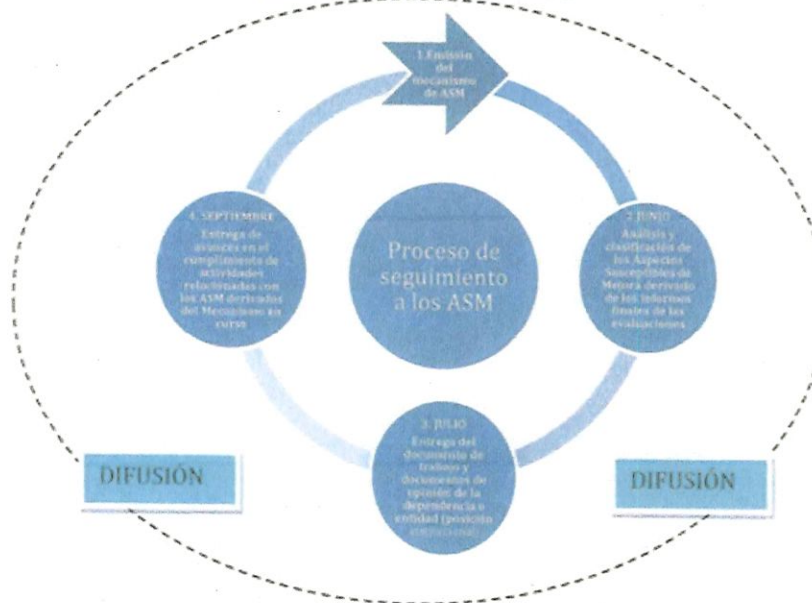 1 Emisión
del
mecanismo
de ASM
4. SEPTIEMBRE
Entrega de
avances en el
cumplimiento de
actividades
relacionadas con
los ASM derivados
del Mecanismo en
curso
Proceso de
seguimiento
a los ASM
2 JUNIO
Análisis y
clasificación de
los Aspectos
Susceptibles de
Mejora derivado
de los informes
finales de las
evaluaciones
3. JULIO
Entrega del
documento de
trabajo y
documentos de
opinión de la
dependencia o
entidad (posición
DIFUSIÓN
DIFUSIÓN